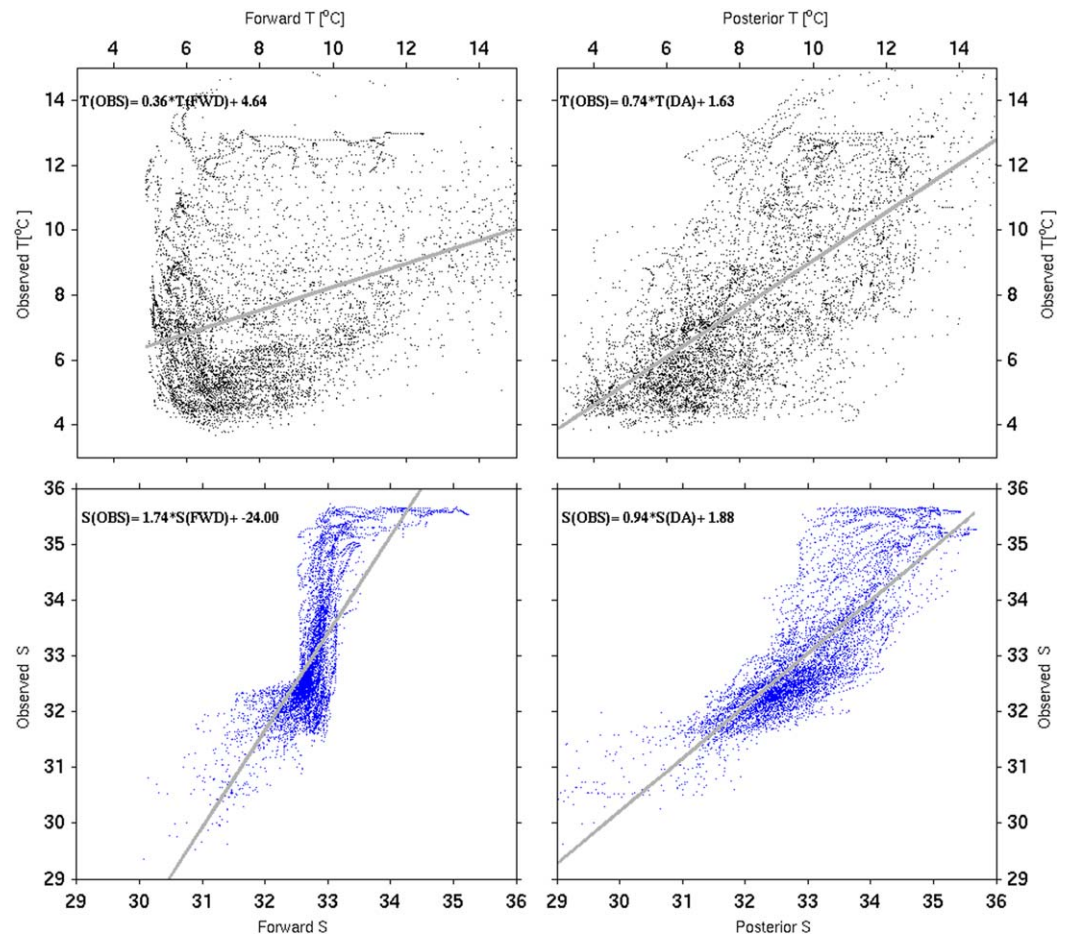 Forward T [°C]
Posterior T [°C]
4 6 8 10 12 14
4 6 8 10 12 14
T(OBS)= 0.36*T(FWD)+ 4.64
T(OBS)= 0.74*T(DA)+ 1.63
14 12 10 8 6 4
14 12 10 8 6 4
Observed T[°C]
Observed T[°C]
S(OBS)= 1.74*S(FWD)+ -24.00
S(OBS)= 0.94*S(DA)+ 1.88
36 35 34 33 32 31 30 29
36 35 34 33 32 31 30 29
Observed S
Observed S
29 30 31 32 33 34 35 36
29 30 31 32 33 34 35 36
Forward S
Posterior S